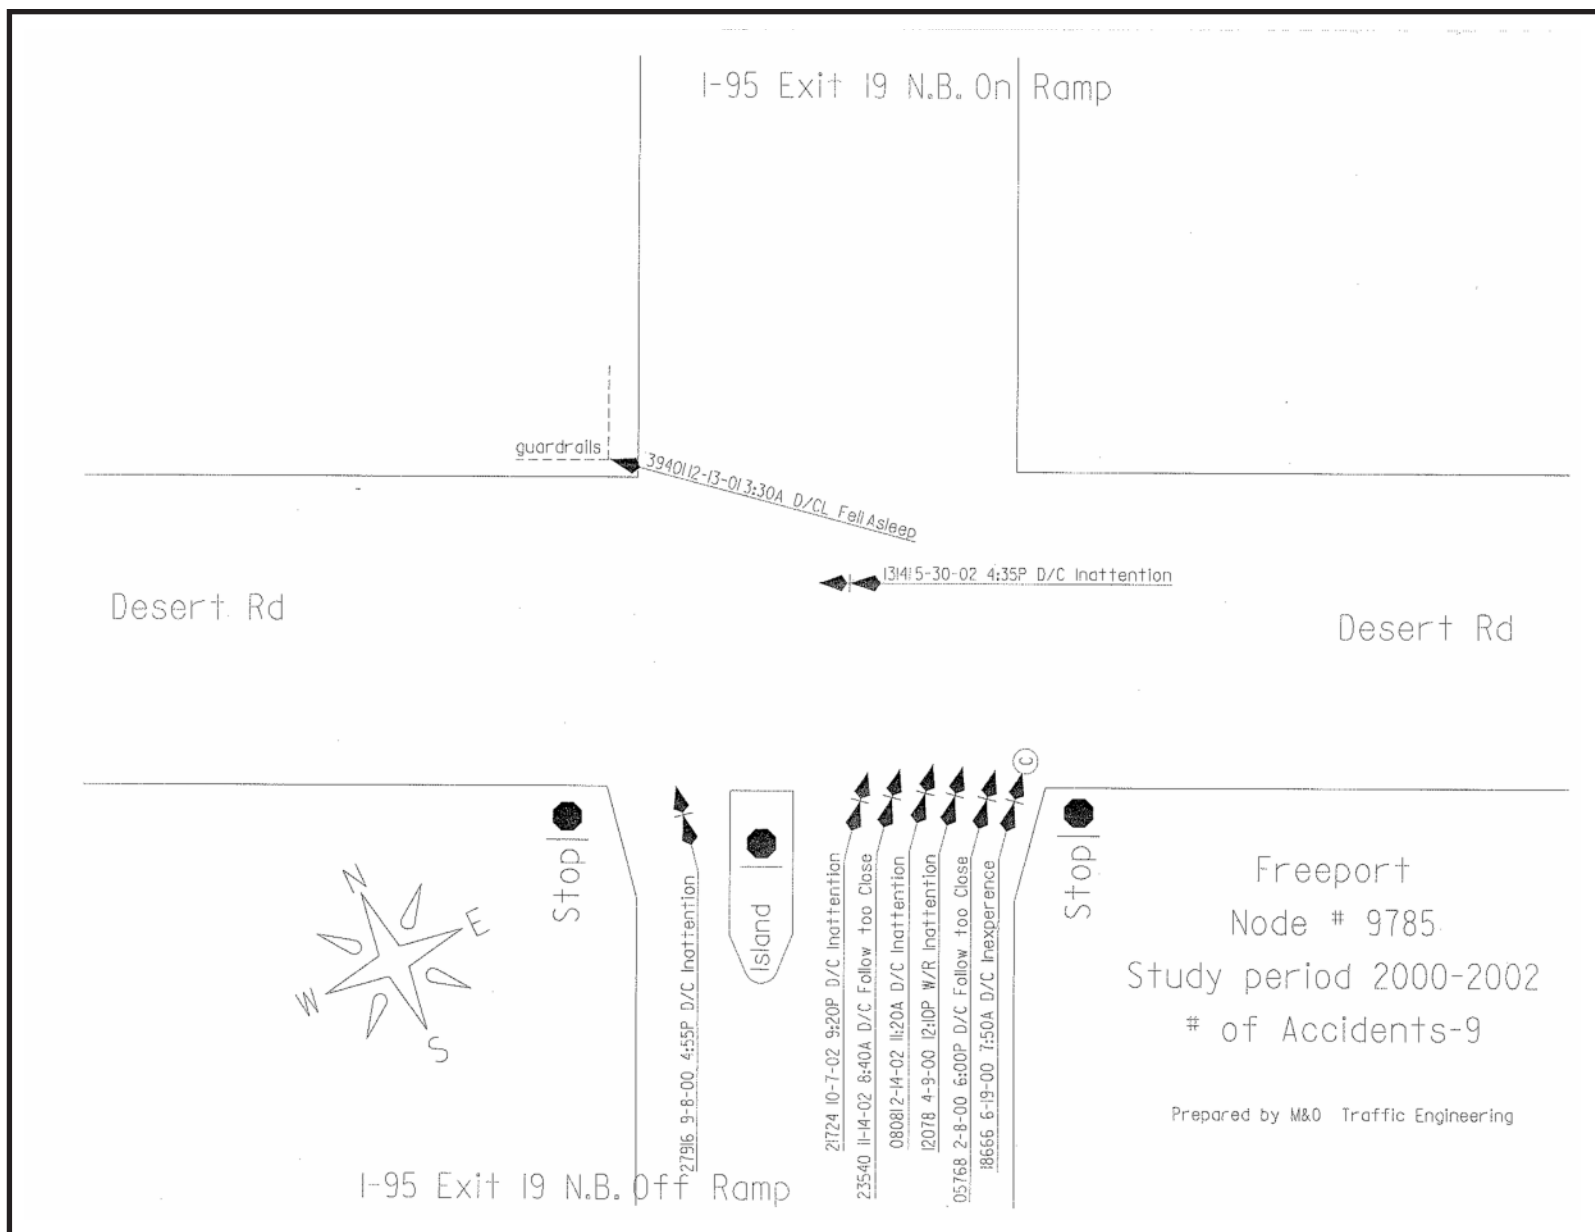 I-95 Exit 19 N.B. On Ramp
guardrails
39401 12-13-01 3:30A D/CL Fell Asleep
13141 5-30-02 4:35P D/C Inattention
Desert Rd
Desert Rd
C
Stop
Island
Stop
N
E
W
S
27916 9-8-00 4:55P D/C Inattention
21724 10-7-02 9:20P D/C Inattention
23540 11-14-02 8:40A D/C Follow too Close
08081 2-14-02 11:20A D/C Inattention
12078 4-9-00 12:10P W/R Inattention
05768 2-8-00 6:00P D/C Follow too Close
18666 6-19-00 7:50A D/C Inexperence
Freeport
Node # 9785
Study period 2000-2002
# of Accidents-9
Prepared by M&O Traffic Engineering
I-95 Exit 19 N.B. Off Ramp